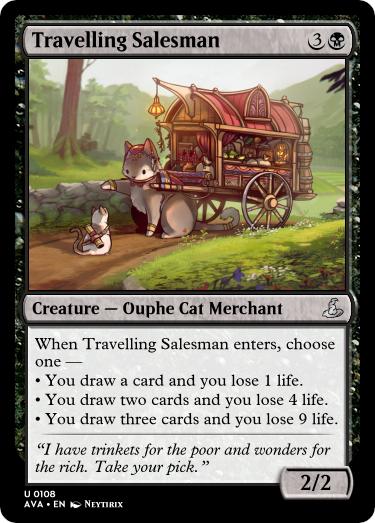 Travelling Salesman 3
Creature — Ouphe Cat Merchant
When Travelling Salesman enters, choose
one —
• You draw a card and you lose 1 life.
• You draw two cards and you lose 4 life.
• You draw three cards and you lose 9 life.
“I have trinkets for the poor and wonders for
the rich. Take your pick.”
2/2
U 0108
AVA • EN Neytirix